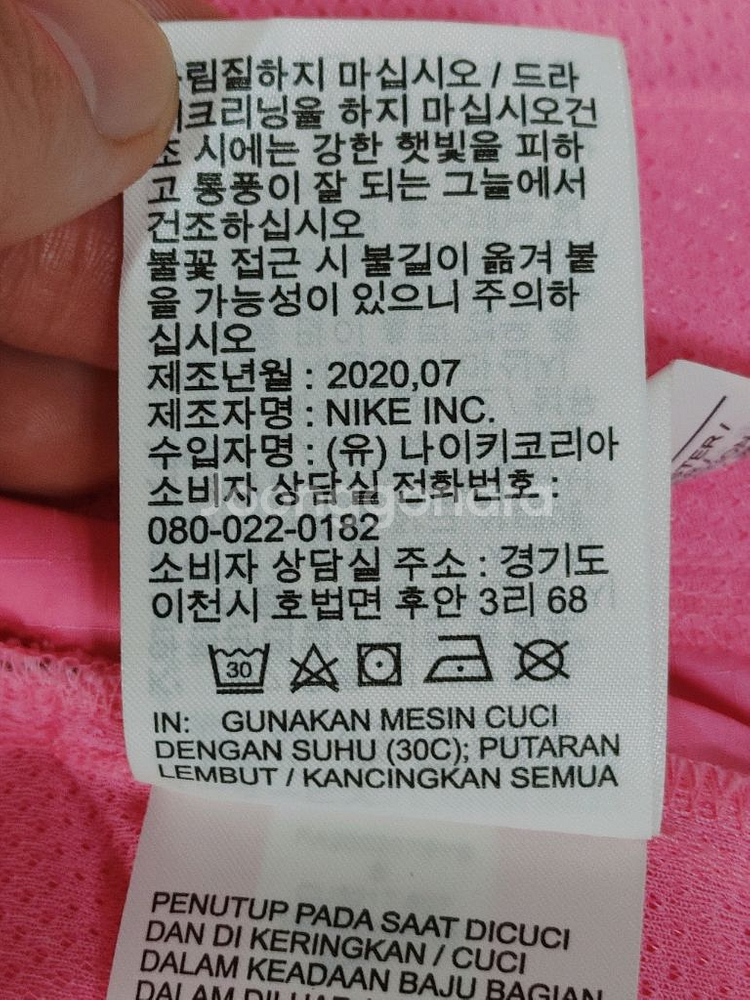 림질하지 마십시오 / 드라
크리닝을 하지 마십시오건
조 시에는 강한 햇빛을 피하
고 통풍이 잘 되는 그늘에서
건조하십시오
불꽃 접근 시 불길이 옮겨 붙
을 가능성이 있으니 주의하
십시오
제조년월 : 2020,07
제조자명 : NIKE INC.
수입자명 : (유) 나이키코리아
소비자 상담실 전화번호 :
Joonggonara
080-022-0182
소비자 상담실 주소 : 경기도
이천시 호법면 후안 3리 68
30
IN: GUNAKAN MESIN CUCI
DENGAN SUHU (30C); PUTARAN
LEMBUT / KANCINGKAN SEMUA
PENUTUP PADA SAAT DICUCI
DAN DI KERINGKAN / CUCI
DALAM KEADAAN BAJU BAGIAN
DALAM